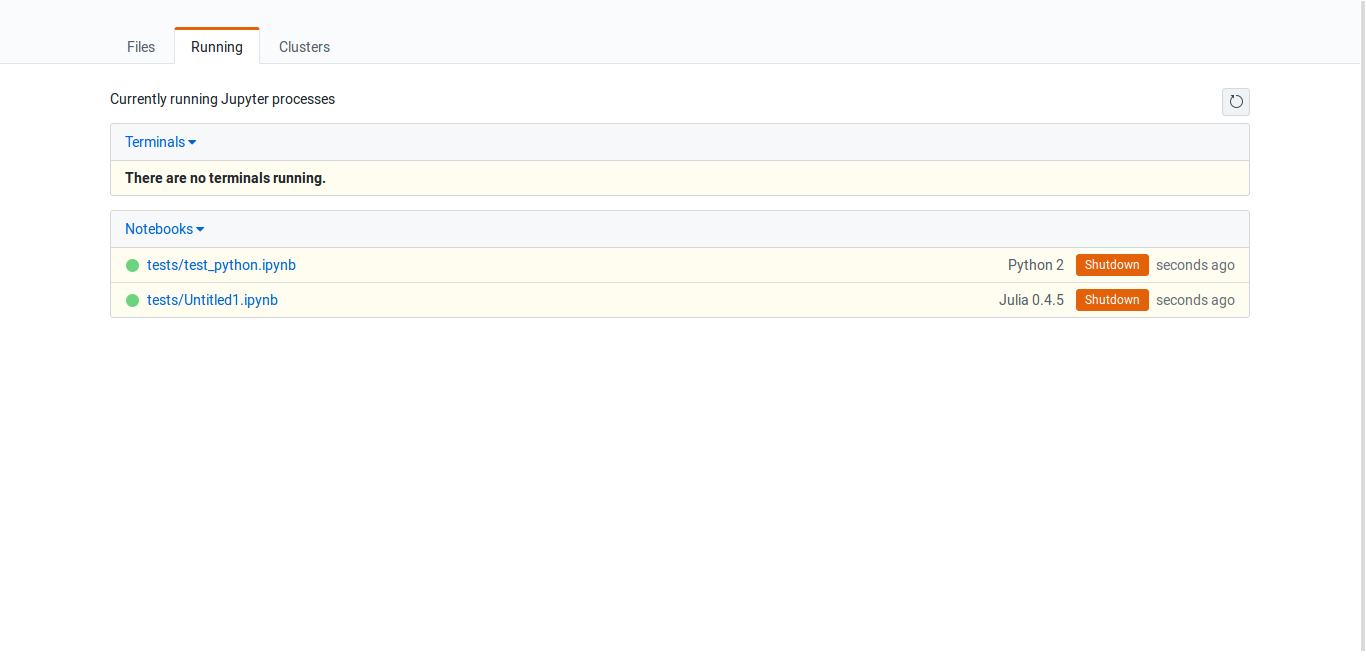 Files Running Clusters
Currently running Jupyter processes
Terminals
There are no terminals running.
Notebooks
tests/test_python.ipynb Python 2 Shutdown seconds ago
tests/Untitled1.ipynb Julia 0.4.5 Shutdown seconds ago